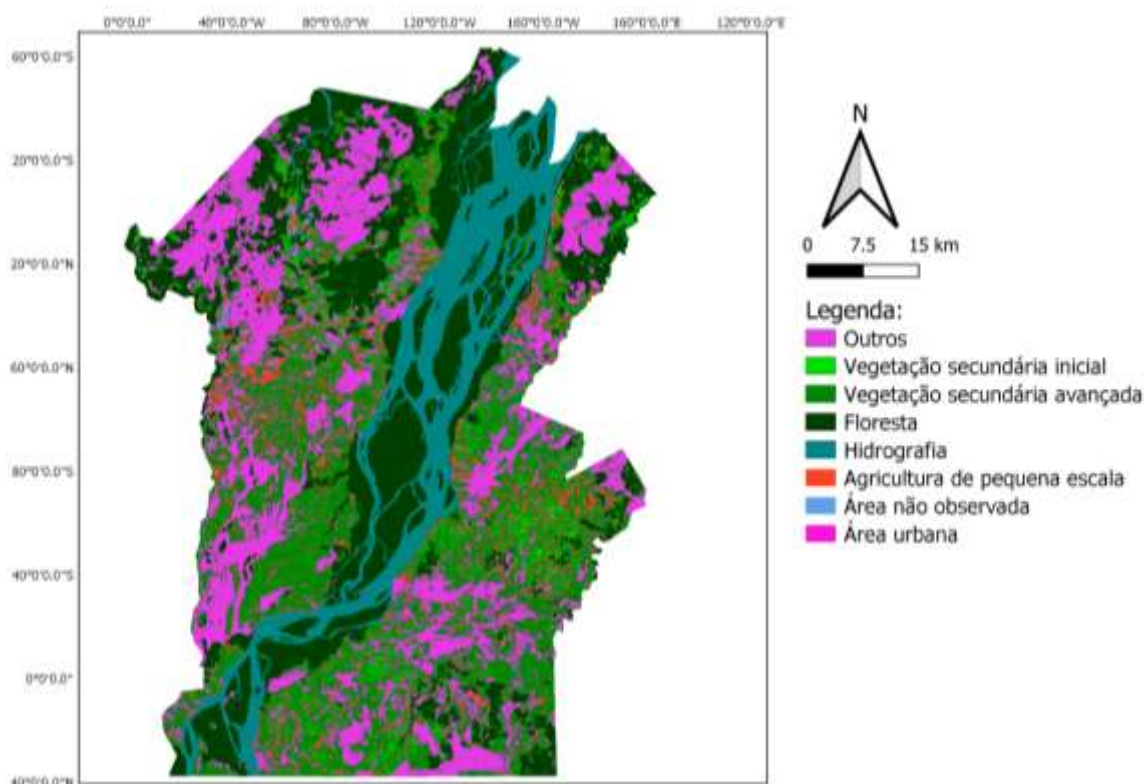 0°0'0.0" 40°0'0.0"W 80°0'0.0"W 120°0'0.0"W 160°0'0.0"W 160°0'0.0"E 120°0'0.0"E
60°0'0.0"S
20°0'0.0"S
20°0'0.0"N
60°0'0.0"N
80°0'0.0"S
40°0'0.0"S
0°0'0.0"
40°0'0.0"N
N
0 7.5 15 km
Legenda:
Outros
Vegetação secundária inicial
Vegetação secundária avançada
Floresta
Hidrografia
Agricultura de pequena escala
Área não observada
Área urbana